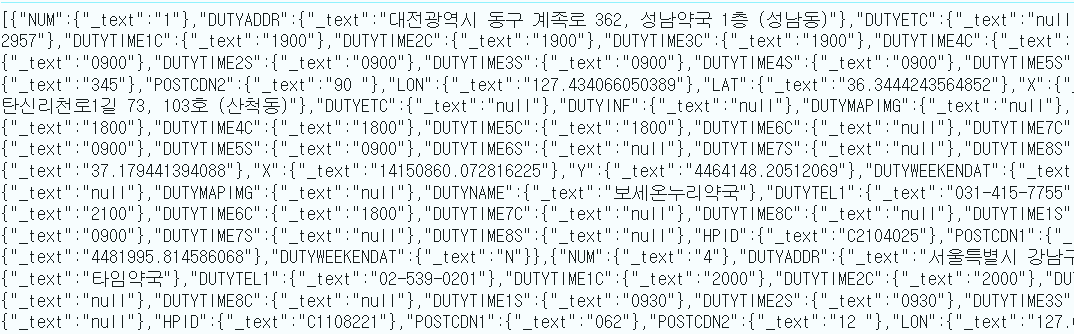 [{"NUM":{"_text":"1"},"DUTYADDR":{"_text":"대전광역시 동구 계족로 362, 성남약국 1층 (성남동)"},"DUTYETC":{"_text":"null
2957"},"DUTYTIME1C":{"_text":"1900"},"DUTYTIME2C":{"_text":"1900"},"DUTYTIME3C":{"_text":"1900"},"DUTYTIME4C":{"_text":
{"_text":"0900"},"DUTYTIME2S":{"_text":"0900"},"DUTYTIME3S":{"_text":"0900"},"DUTYTIME4S":{"_text":"0900"},"DUTYTIME5S"
{"_text":"345"},"POSTCDN2":{"_text":"90 "},"LON":{"_text":"127.434066050389"},"LAT":{"_text":"36.3444243564852"},"X":{"_
탄신리천로1길 73, 103호 (산척동)"},"DUTYETC":{"_text":"null"},"DUTYINF":{"_text":"null"},"DUTYMAPIMG":{"_text":"null"},
{"_text":"1800"},"DUTYTIME4C":{"_text":"1800"},"DUTYTIME5C":{"_text":"1800"},"DUTYTIME6C":{"_text":"null"},"DUTYTIME7C"
{"_text":"0900"},"DUTYTIME5S":{"_text":"0900"},"DUTYTIME6S":{"_text":"null"},"DUTYTIME7S":{"_text":"null"},"DUTYTIME8S"
{"_text":"37.179441394088"},"X":{"_text":"14150860.072816225"},"Y":{"_text":"4464148.20512069"},"DUTYWEEKENDAT":{"_text
{"_text":"null"},"DUTYMAPIMG":{"_text":"null"},"DUTYNAME":{"_text":"보세온누리약국"},"DUTYTEL1":{"_text":"031-415-7755"
{"_text":"2100"},"DUTYTIME6C":{"_text":"1800"},"DUTYTIME7C":{"_text":"null"},"DUTYTIME8C":{"_text":"null"},"DUTYTIME1S"
{"_text":"0900"},"DUTYTIME7S":{"_text":"null"},"DUTYTIME8S":{"_text":"null"},"HPID":{"_text":"C2104025"},"POSTCDN1":{"_
{"_text":"4481995.814586068"},"DUTYWEEKENDAT":{"_text":"N"}},{"NUM":{"_text":"4"},"DUTYADDR":{"_text":"서울특별시 강남구
{"_text":"타임약국"},"DUTYTEL1":{"_text":"02-539-0201"},"DUTYTIME1C":{"_text":"2000"},"DUTYTIME2C":{"_text":"2000"},"DU
{"_text":"null"},"DUTYTIME8C":{"_text":"null"},"DUTYTIME1S":{"_text":"0930"},"DUTYTIME2S":{"_text":"0930"},"DUTYTIME3S"
{"_text":"null"},"HPID":{"_text":"C1108221"},"POSTCDN1":{"_text":"062"},"POSTCDN2":{"_text":"12 "},"LON":{"_text":"127.